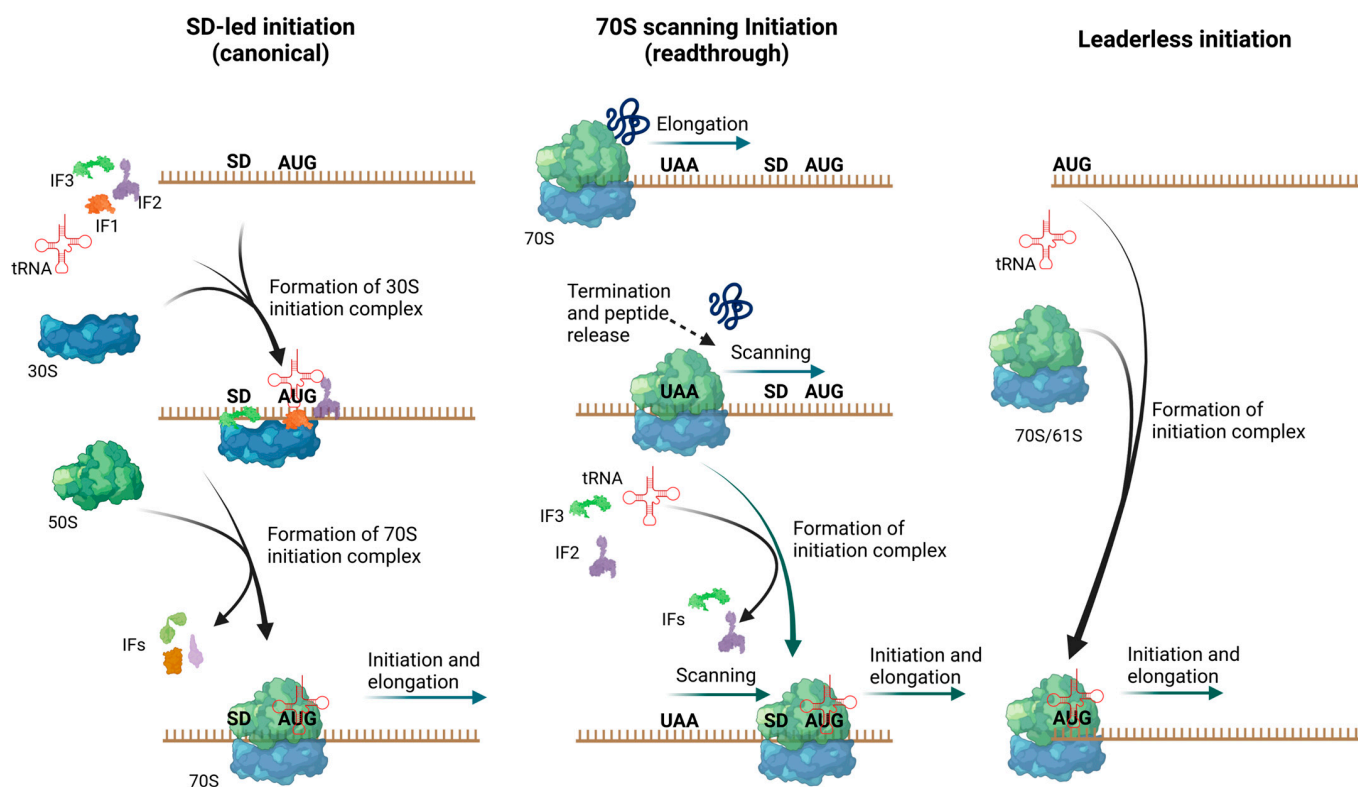 SD-led initiation
(canonical)
SD AUG
IF3
IF2
IF1
tRNA
Formation of 30S
initiation complex
30S
SD AUG
50S
Formation of 70S
initiation complex
IFs
Initiation and
elongation
SD AUG
70S
70S scanning Initiation
(readthrough)
Elongation
UAA SD AUG
70S
Termination
and peptide
release
Scanning
UAA SD AUG
tRNA
IF3
IF2
Formation of
initiation complex
IFs
Scanning
Initiation and
elongation
UAA SD AUG
Leaderless initiation
AUG
tRNA
70S/61S
Formation of
initiation complex
Initiation and
elongation
AUG